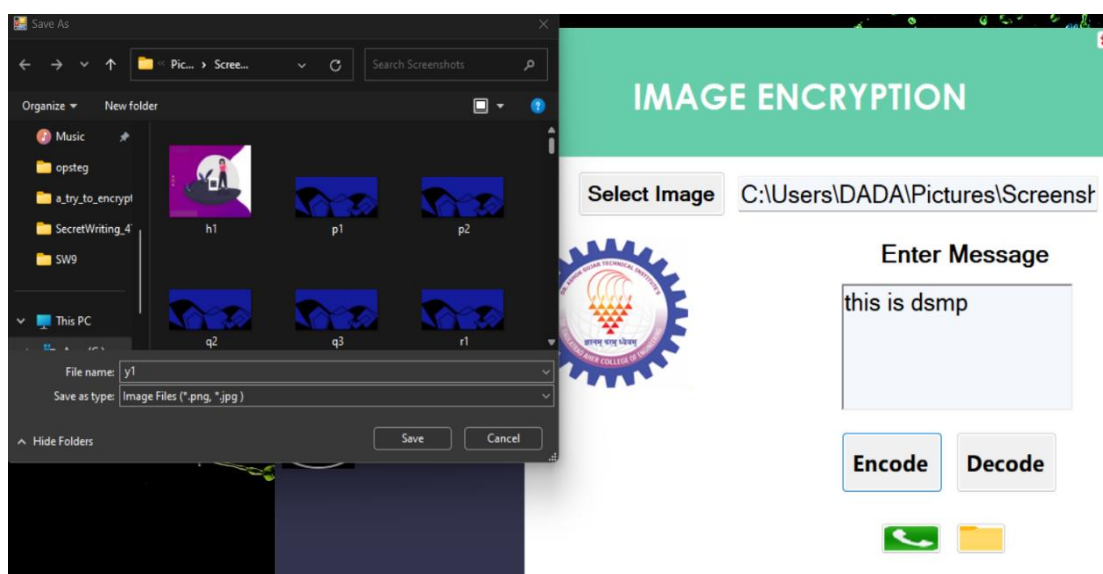 Save As
Pic... › Scree...
Search Screenshots
Organize
New folder
Music
opsteg
a_try_to_encrypt
SecretWriting_4
SW9
This PC
h1
p1
p2
q2
q3
r1
File name: y1
Save as type: Image Files (*.png, *.jpg )
Hide Folders
Save
Cancel
IMAGE ENCRYPTION
Select Image
C:\Users\DADA\Pictures\Screensh
Enter Message
this is dsmp
Encode
Decode